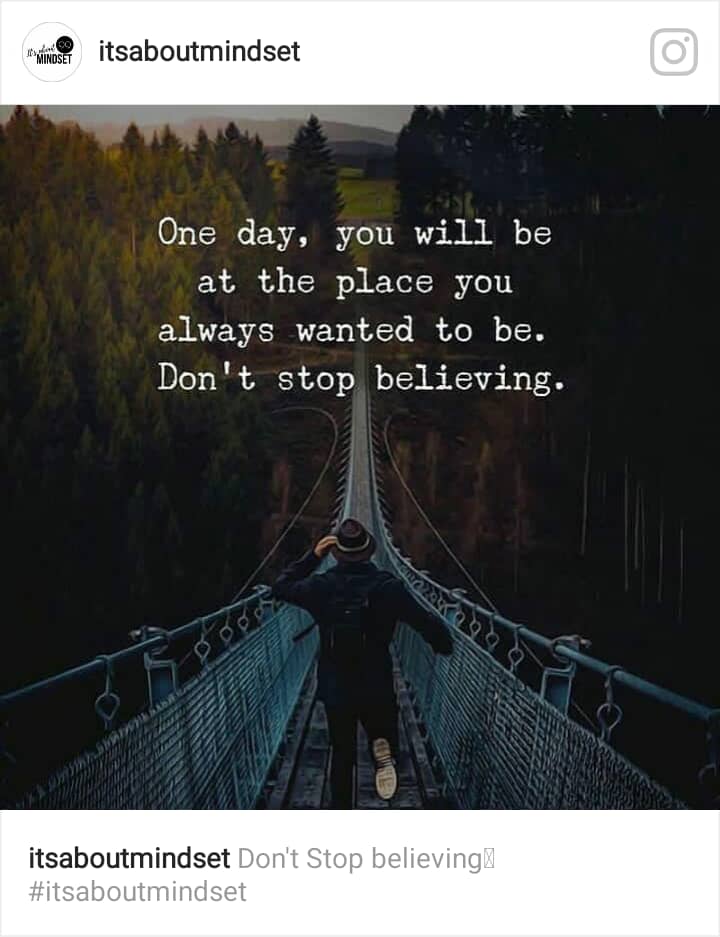 It's about
MINDSET
itsaboutmindset
One day, you will be
at the place you
always wanted to be.
Don't stop believing.
itsaboutmindset Don't Stop believing
#itsaboutmindset